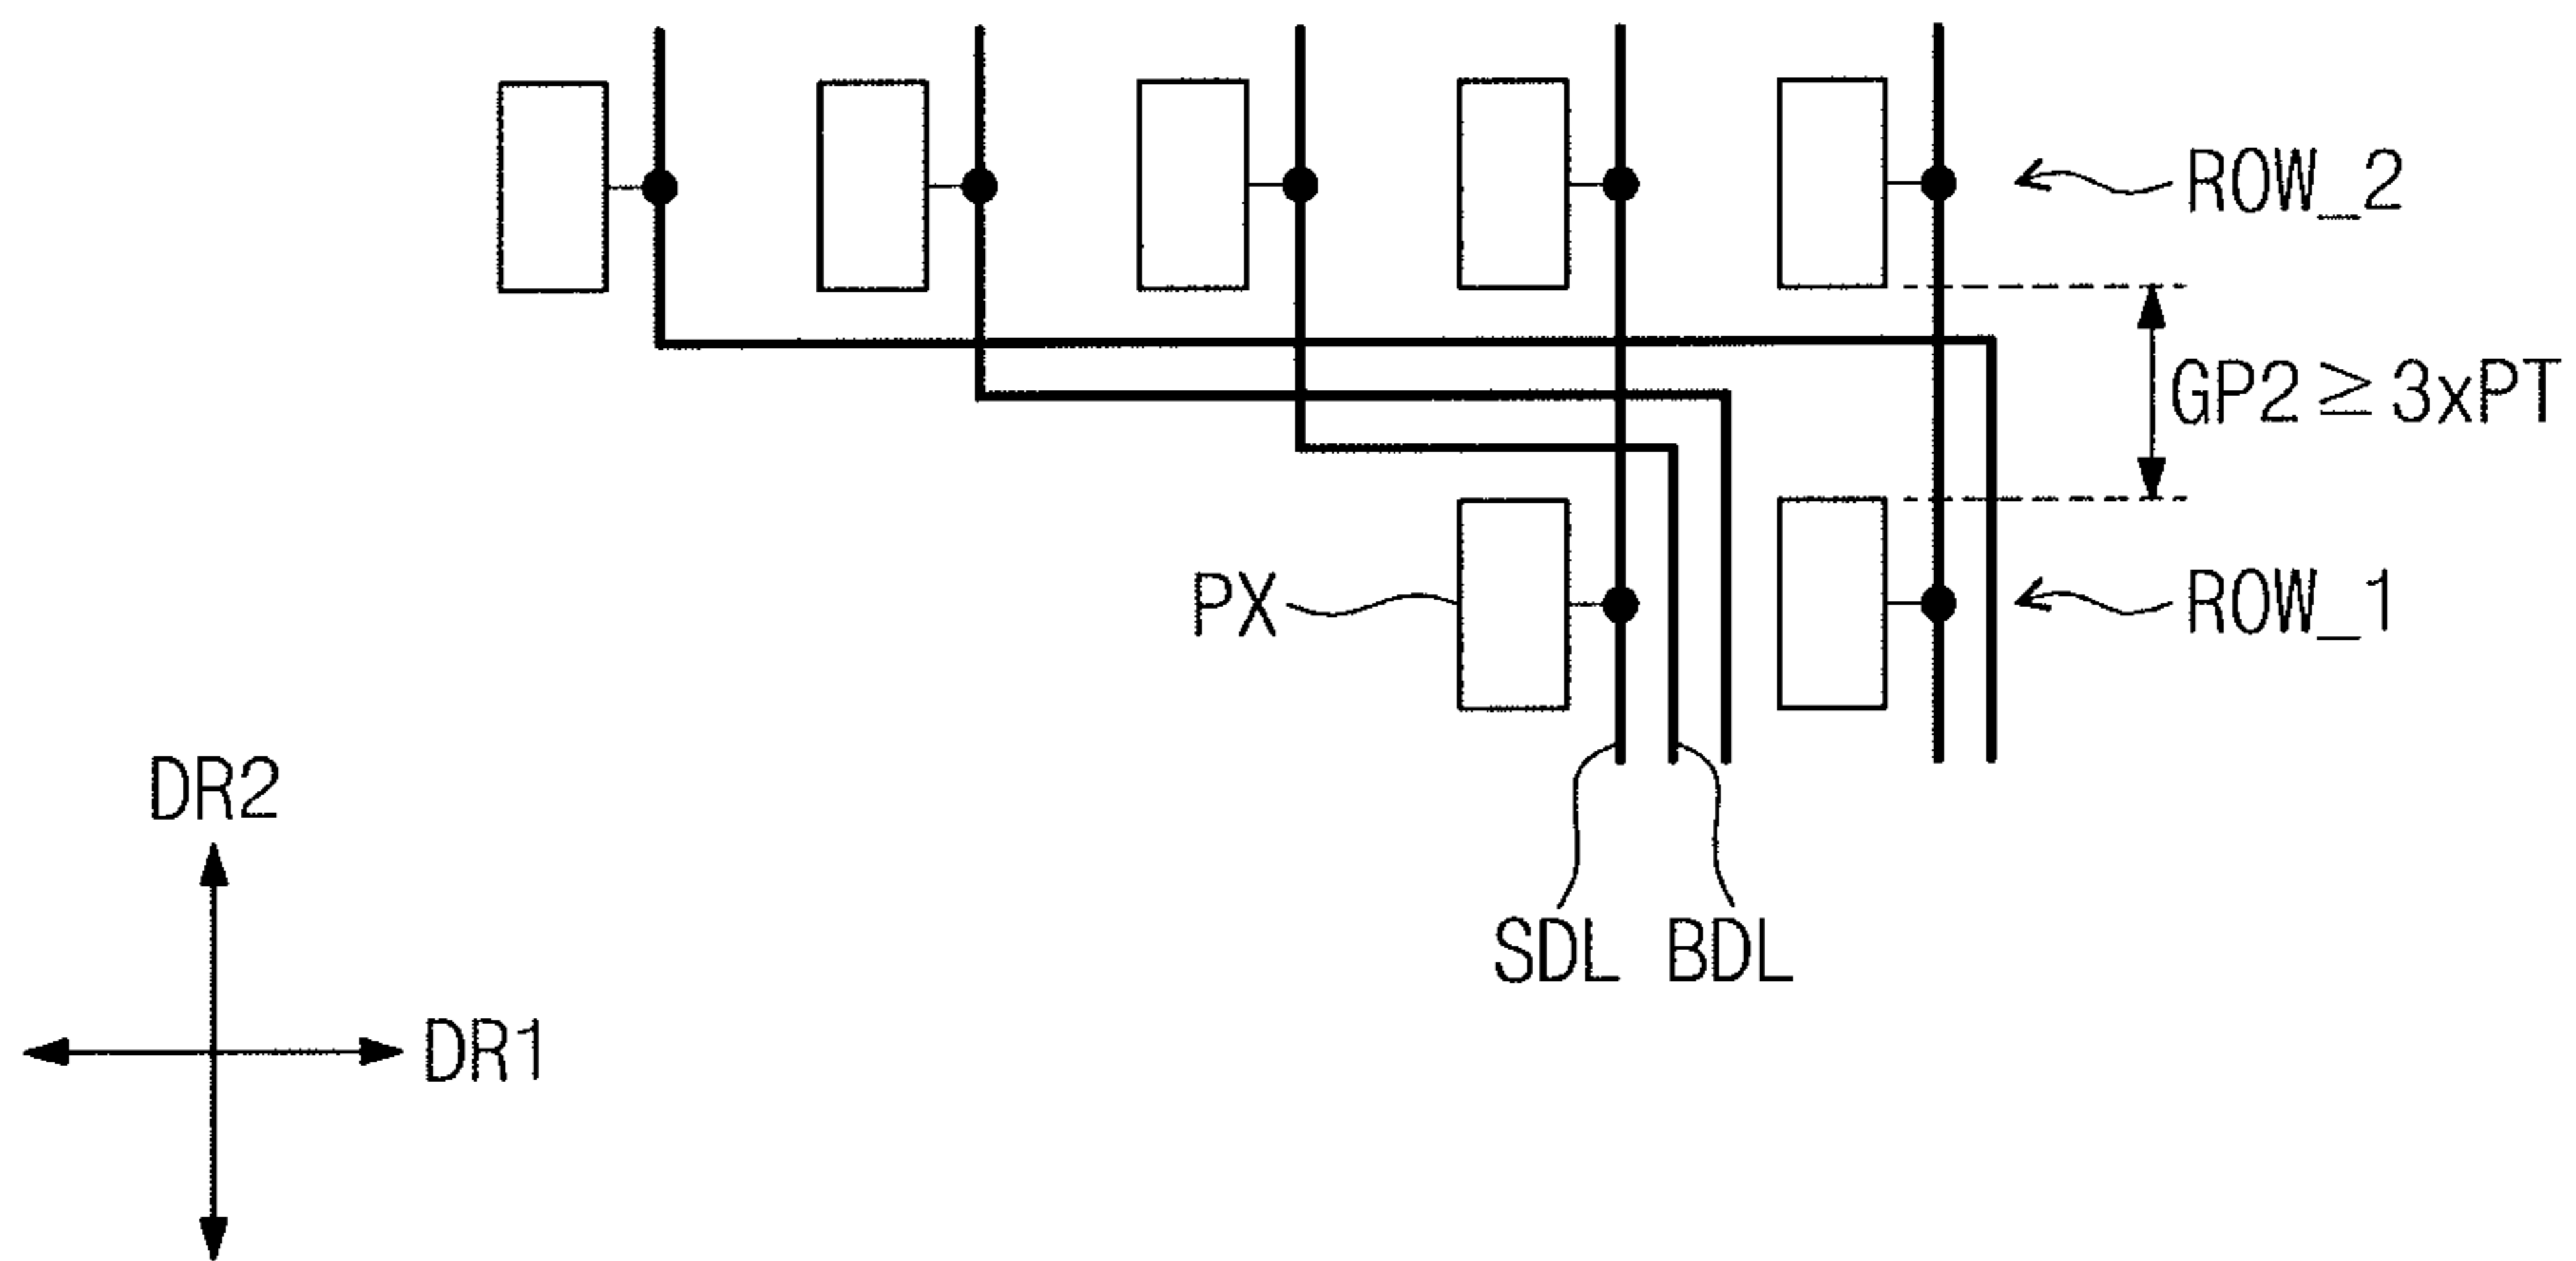 ROW_2
GP2≥3xPT
PX
ROW_1
SDL BDL
DR2
DR1